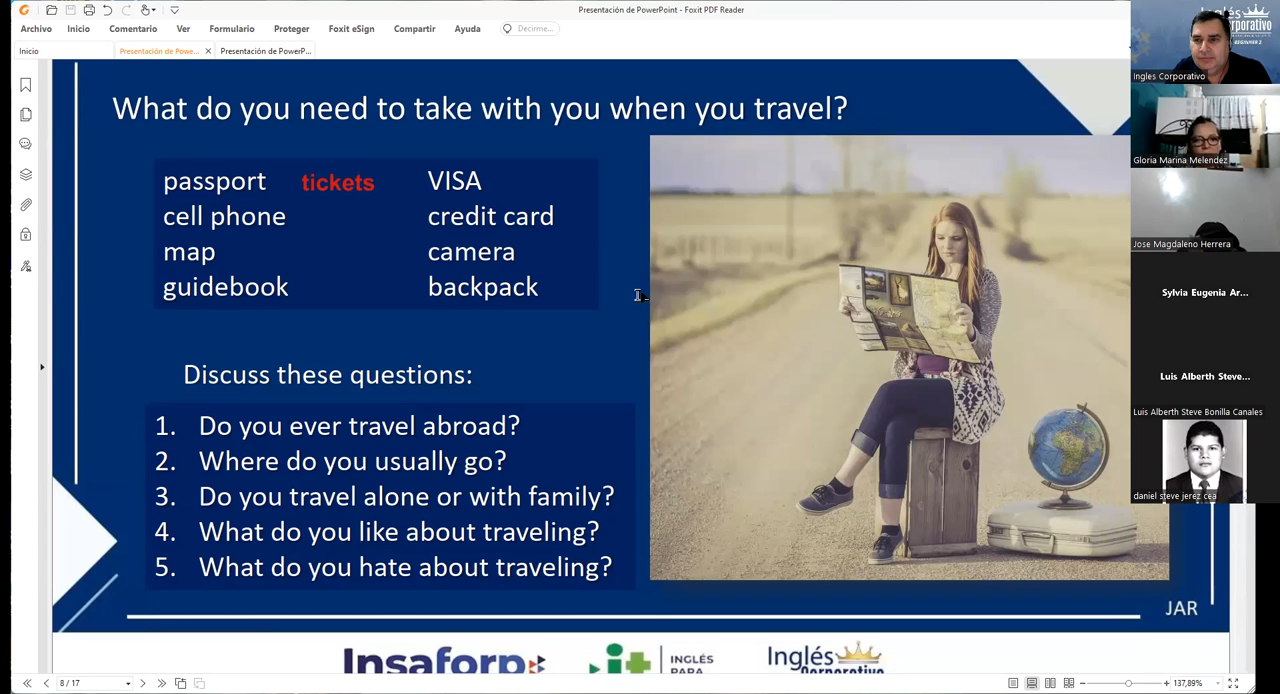 Presentación de PowerPoint - Foxit PDF Reader
Archivo Inicio Comentario Ver Formulario Proteger Foxit eSign Compartir Ayuda Decirme...
Inicio Presentación de Powe... Presentación de PowerP...
What do you need to take with you when you travel?
passport tickets VISA
cell phone credit card
map camera
guidebook backpack
Discuss these questions:
1. Do you ever travel abroad?
2. Where do you usually go?
3. Do you travel alone or with family?
4. What do you like about traveling?
5. What do you hate about traveling?
JAR
Insaforp
INGLÉS
PARA
Inglés
Corporativo
8 / 17
137,89%
Inglés
Corporativo
BEGINNER 2
Ingles Corporativo
Gloria Marina Melendez
Jose Magdaleno Herrera
Sylvia Eugenia Ar...
Luis Alberth Steve...
Luis Alberth Steve Bonilla Canales
daniel steve jerez cea